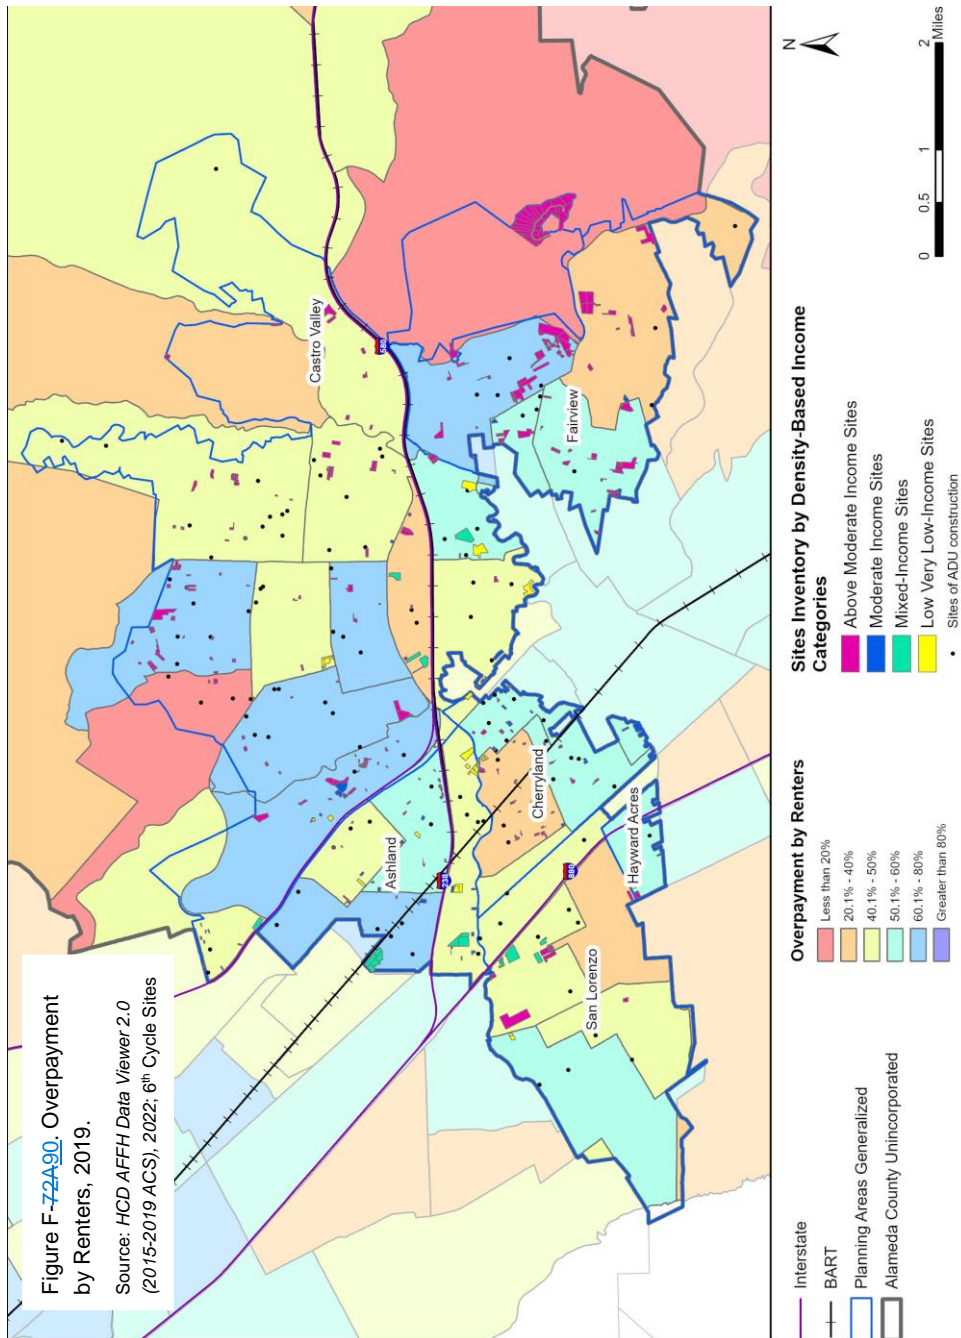 Figure F-72A90. Overpayment
by Renters, 2019.
Source: HCD AFFH Data Viewer 2.0
(2015-2019 ACS), 2022; 6th Cycle Sites
Castro Valley
580
Fairview
Ashland
238
Cherryland
880
Hayward Acres
San Lorenzo
N
0 0.5 1 2
Miles
Interstate
BART
Planning Areas Generalized
Alameda County Unincorporated
Overpayment by Renters
Less than 20%
20.1% - 40%
40.1% - 50%
50.1% - 60%
60.1% - 80%
Greater than 80%
Sites Inventory by Density-Based Income
Categories
Above Moderate Income Sites
Moderate Income Sites
Mixed-Income Sites
Low Very Low-Income Sites
Sites of ADU construction